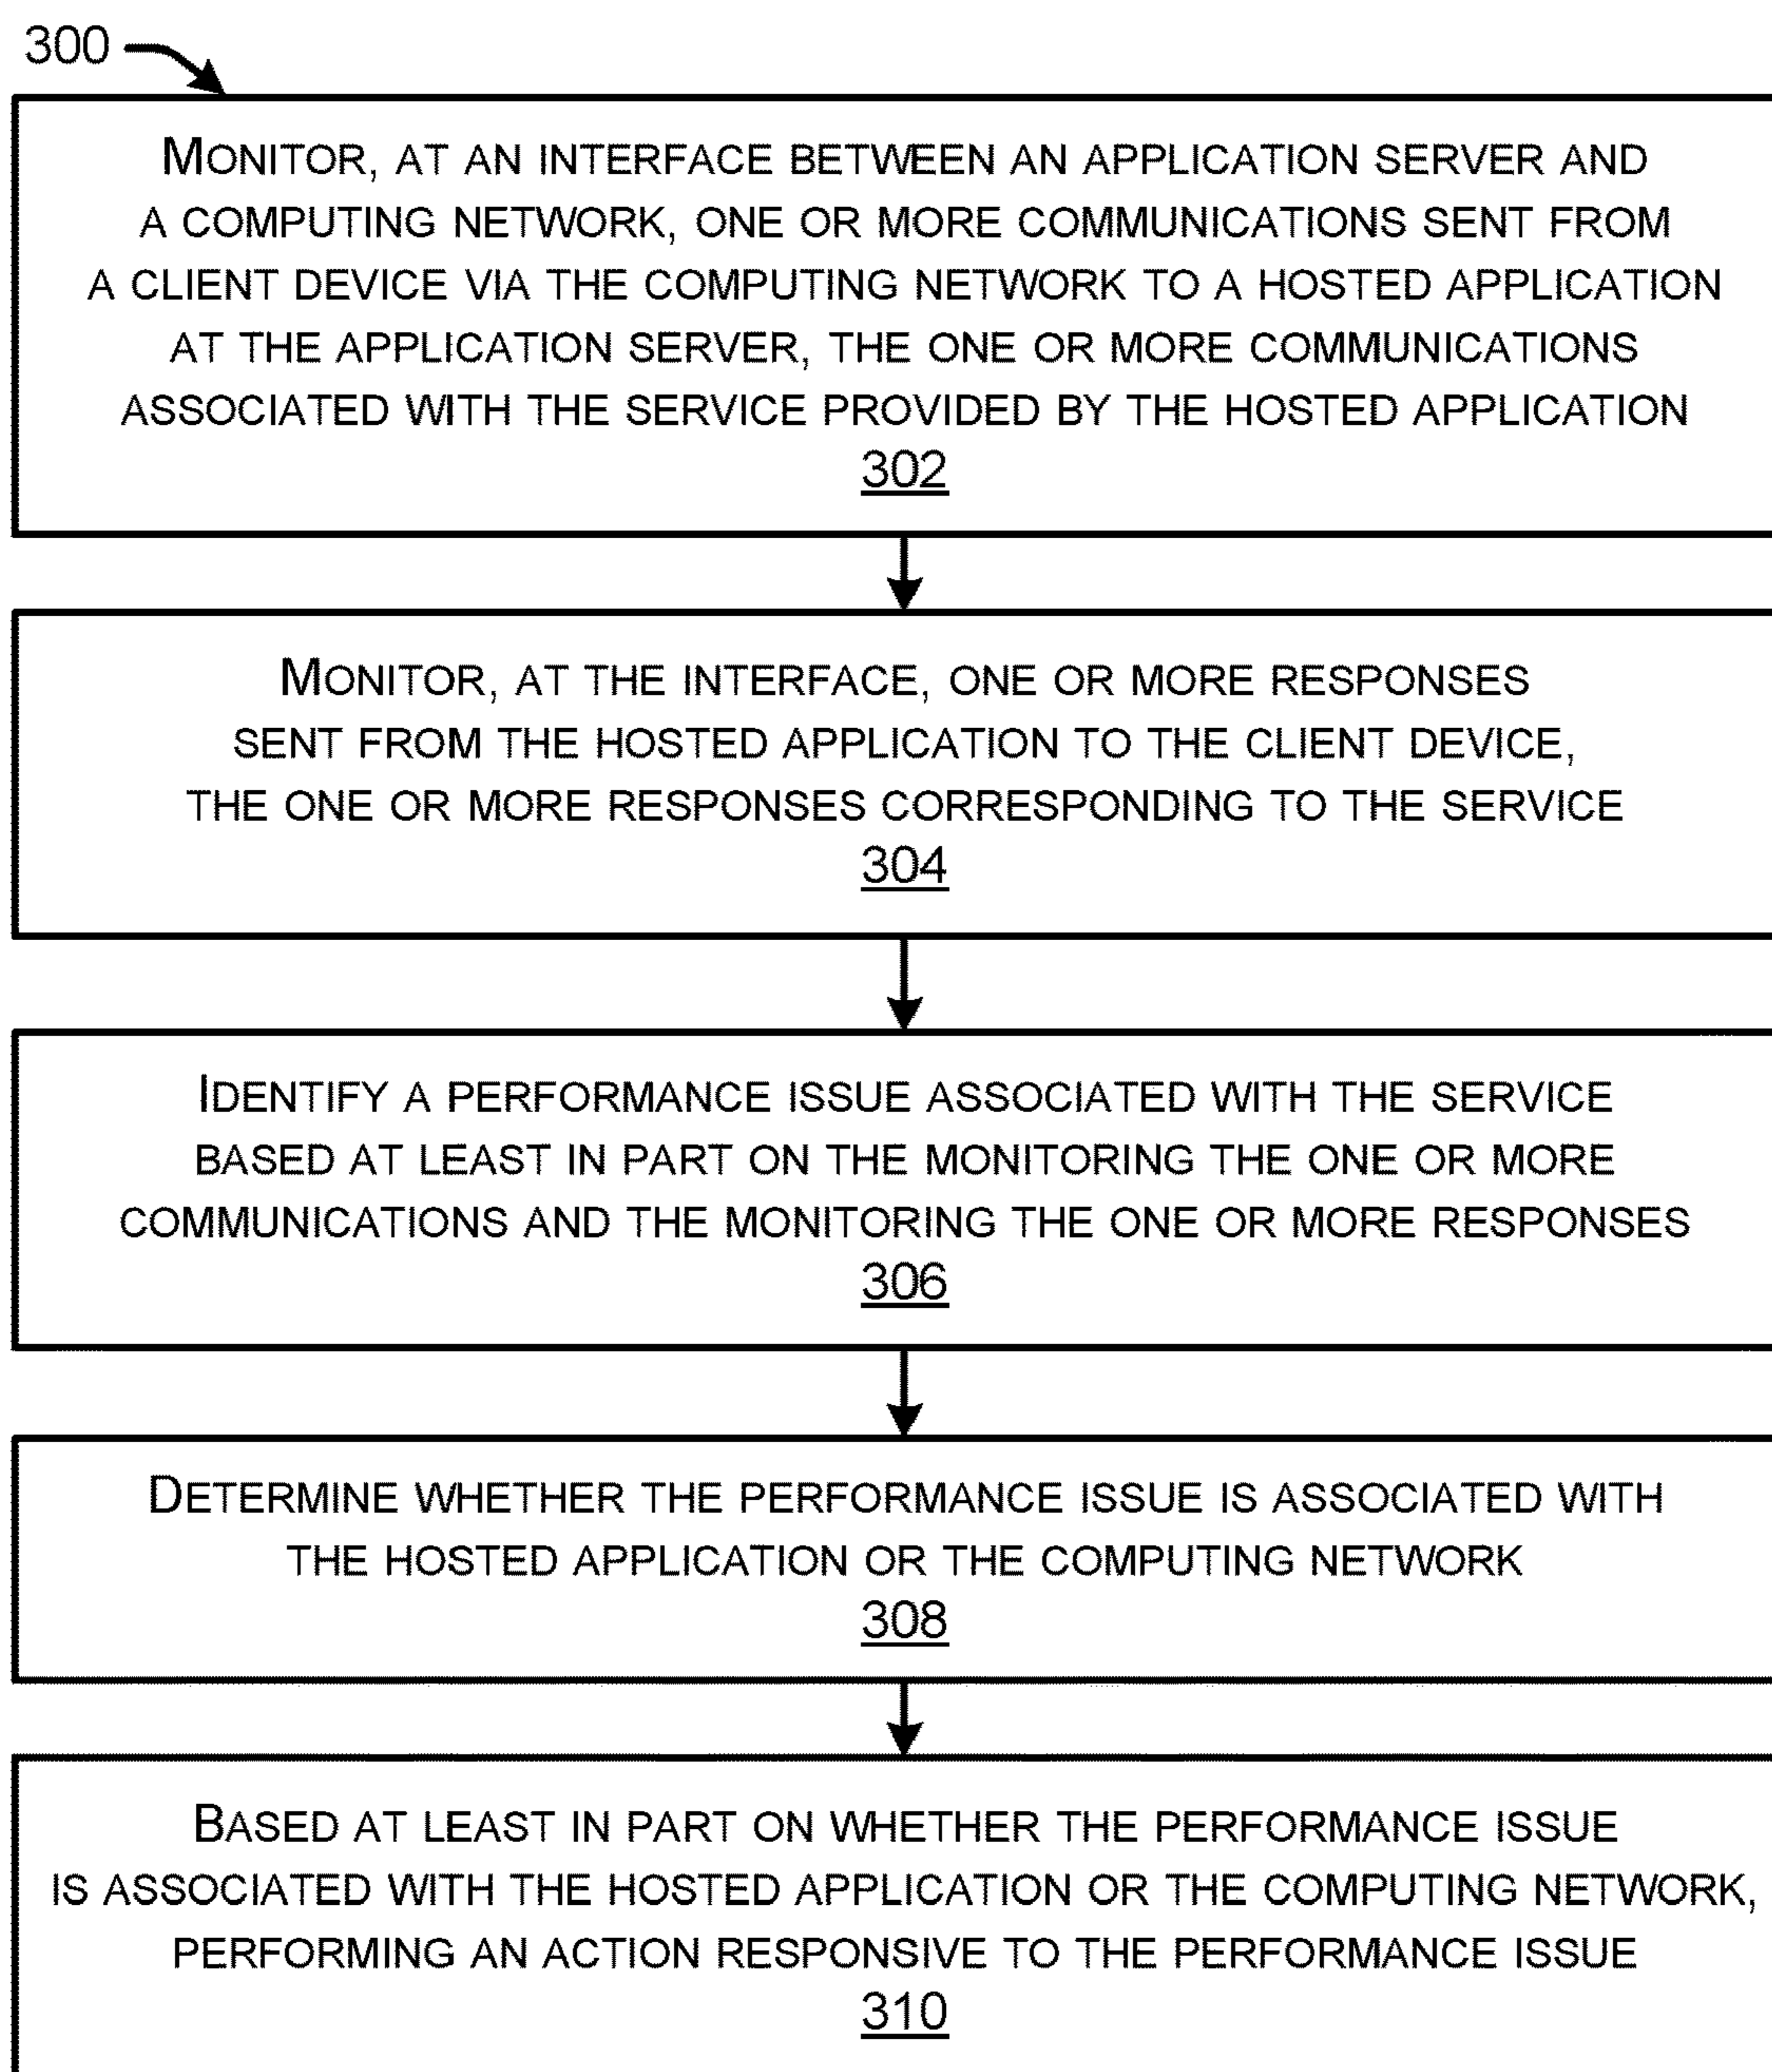 300
MONITOR, AT AN INTERFACE BETWEEN AN APPLICATION SERVER AND
A COMPUTING NETWORK, ONE OR MORE COMMUNICATIONS SENT FROM
A CLIENT DEVICE VIA THE COMPUTING NETWORK TO A HOSTED APPLICATION
AT THE APPLICATION SERVER, THE ONE OR MORE COMMUNICATIONS
ASSOCIATED WITH THE SERVICE PROVIDED BY THE HOSTED APPLICATION
302
MONITOR, AT THE INTERFACE, ONE OR MORE RESPONSES
SENT FROM THE HOSTED APPLICATION TO THE CLIENT DEVICE,
THE ONE OR MORE RESPONSES CORRESPONDING TO THE SERVICE
304
IDENTIFY A PERFORMANCE ISSUE ASSOCIATED WITH THE SERVICE
BASED AT LEAST IN PART ON THE MONITORING THE ONE OR MORE
COMMUNICATIONS AND THE MONITORING THE ONE OR MORE RESPONSES
306
DETERMINE WHETHER THE PERFORMANCE ISSUE IS ASSOCIATED WITH
THE HOSTED APPLICATION OR THE COMPUTING NETWORK
308
BASED AT LEAST IN PART ON WHETHER THE PERFORMANCE ISSUE
IS ASSOCIATED WITH THE HOSTED APPLICATION OR THE COMPUTING NETWORK,
PERFORMING AN ACTION RESPONSIVE TO THE PERFORMANCE ISSUE
310